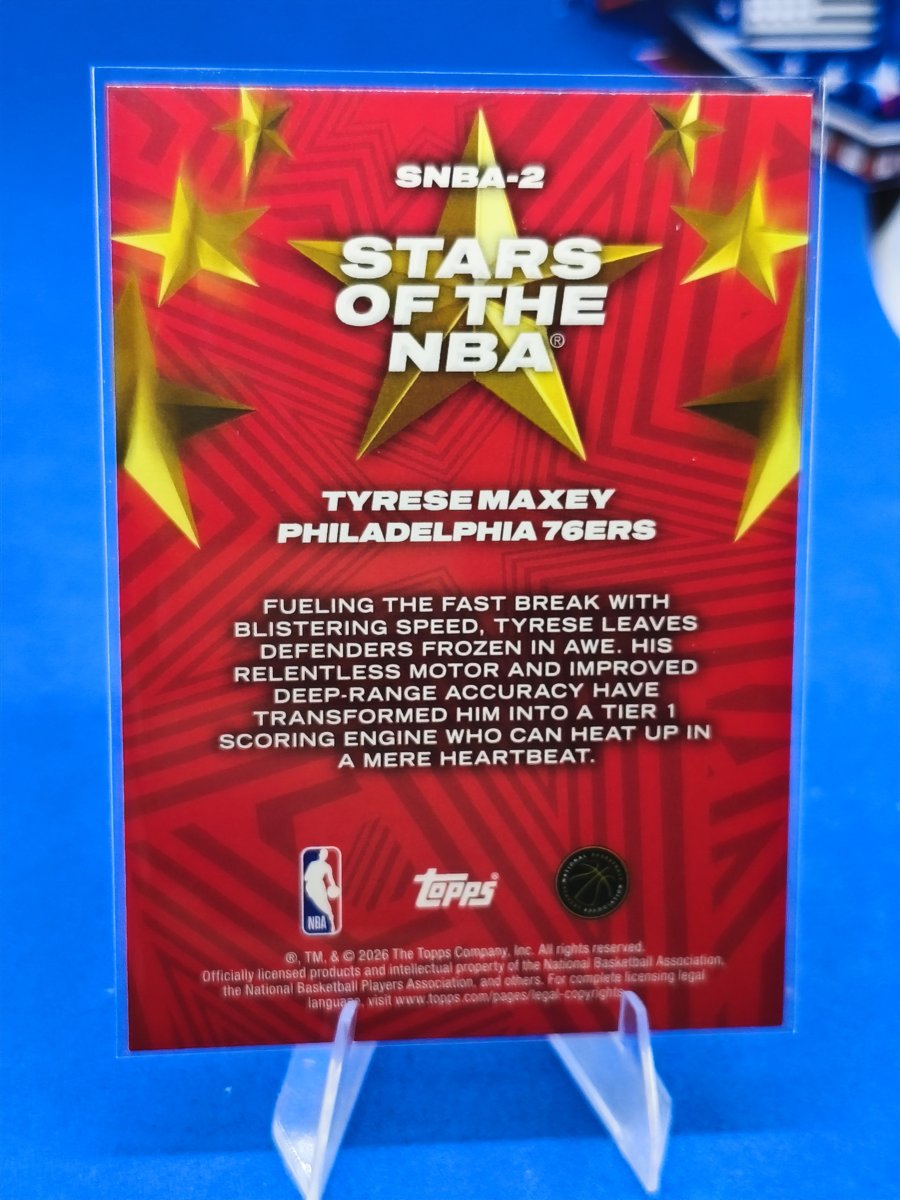 SNBA-2
STARS
OF THE
NBA®
TYRESE MAXEY
PHILADELPHIA 76ERS
FUELING THE FAST BREAK WITH
BLISTERING SPEED, TYRESE LEAVES
DEFENDERS FROZEN IN AWE. HIS
RELENTLESS MOTOR AND IMPROVED
DEEP-RANGE ACCURACY HAVE
TRANSFORMED HIM INTO A TIER 1
SCORING ENGINE WHO CAN HEAT UP IN
A MERE HEARTBEAT.
NBA
Topps®
NATIONAL BASKETBALL
®, TM, & © 2026 The Topps Company, Inc. All rights reserved.
Officially licensed products and intellectual property of the National Basketball Association,
the National Basketball Players Association, and others. For complete licensing legal
language, visit www.topps.com/pages/legal-copyrights